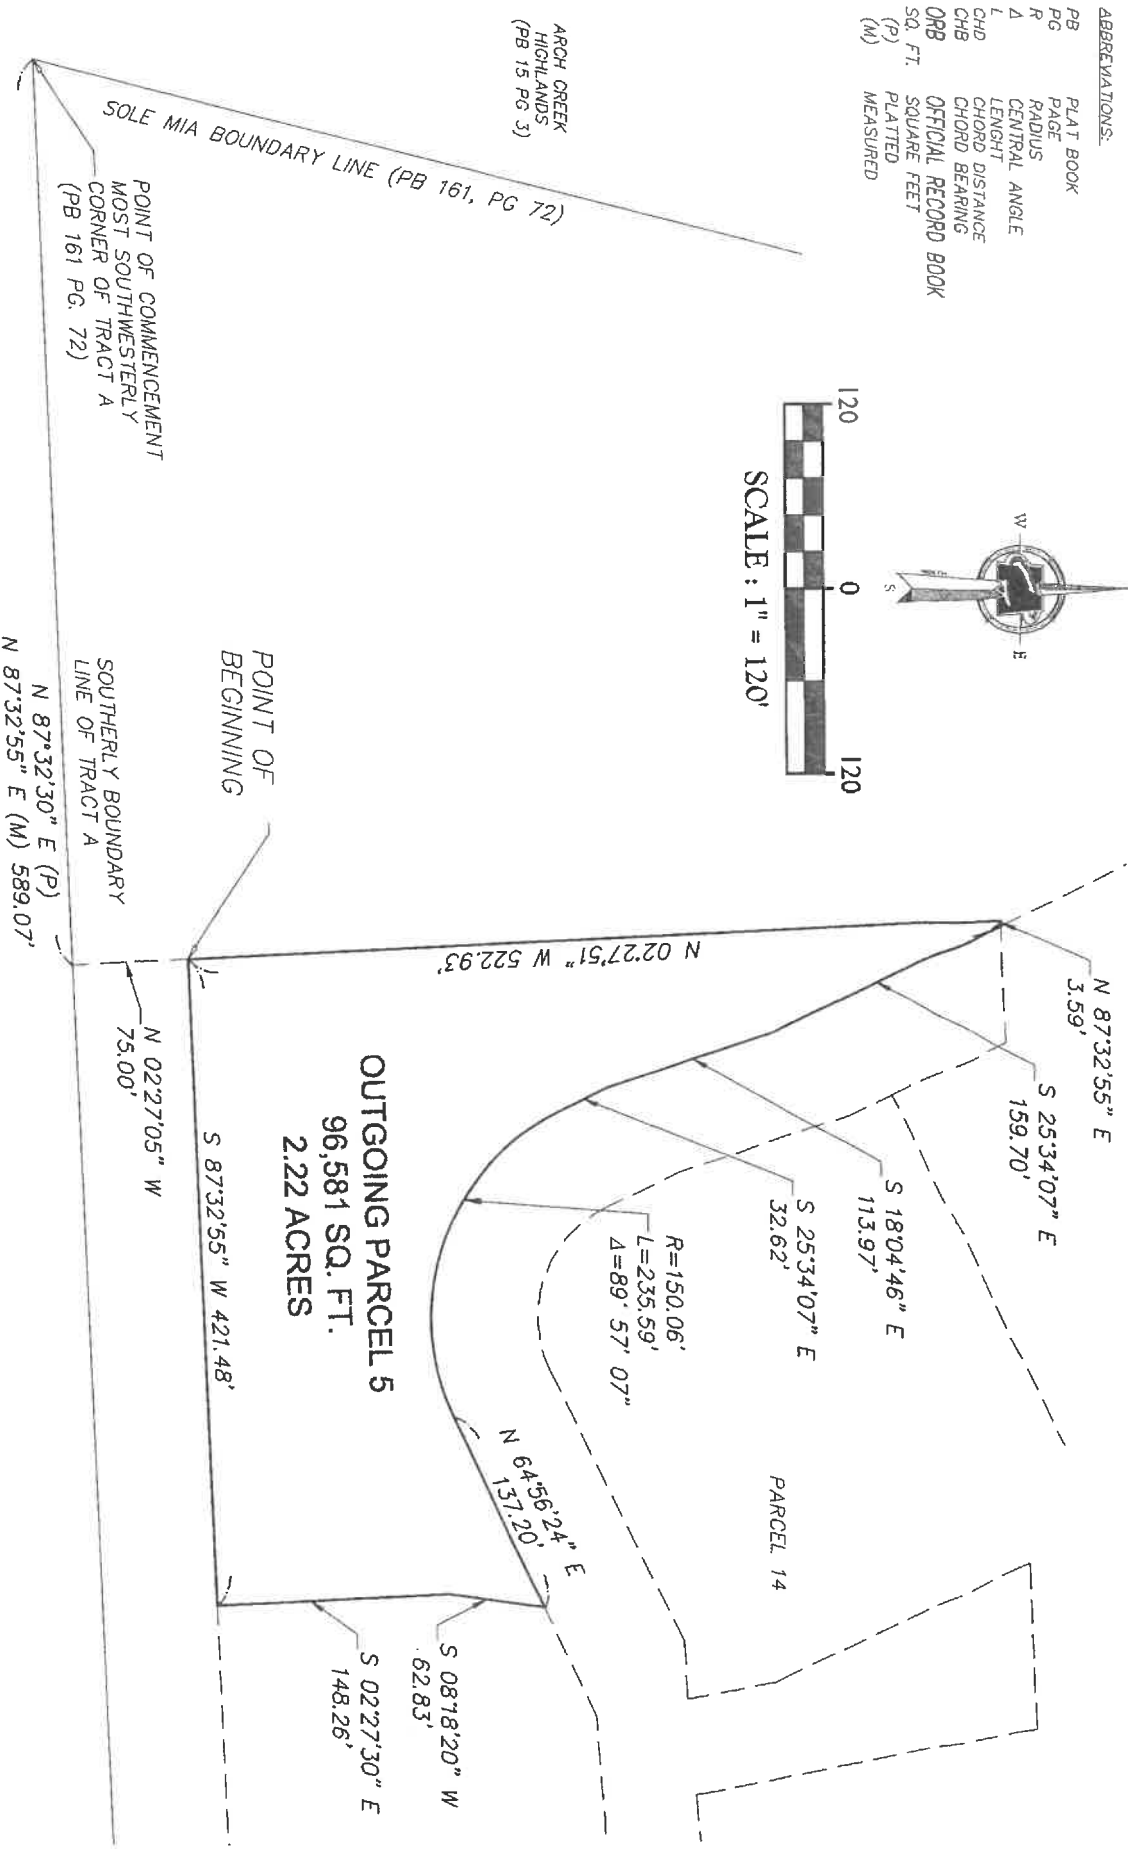 ABBREVIATIONS:
PB PLAT BOOK
PG PAGE
R RADIUS
Δ CENTRAL ANGLE
L LENGHT
CHD CHORD DISTANCE
CHB CHORD BEARING
ORB OFFICIAL RECORD BOOK
SQ. FT. SQUARE FEET
(P) PLATTED
(M) MEASURED
W
E
S
120 0 120
SCALE : 1" = 120'
ARCH CREEK
HIGHLANDS
(PB 15 PG 3)
SOLE MIA BOUNDARY LINE (PB 161, PG 72)
POINT OF COMMENCEMENT
MOST SOUTHWESTERLY
CORNER OF TRACT A
(PB 161 PG. 72)
POINT OF
BEGINNING
SOUTHERLY BOUNDARY
LINE OF TRACT A
N 87°32'30" E (P)
N 87°32'55" E (M) 589.07'
N 02°27'05" W
75.00'
N 02°27'51" W 522.93'
N 87°32'55" E
3.59'
S 25°34'07" E
159.70'
S 18°04'46" E
113.97'
S 25°34'07" E
32.62'
R=150.06'
L=235.59'
Δ=89° 57' 07"
N 64°56'24" E
137.20'
PARCEL 14
OUTGOING PARCEL 5
96,581 SQ. FT.
2.22 ACRES
S 87°32'55" W 421.48'
S 08°18'20" W
62.83'
S 02°27'30" E
148.26'